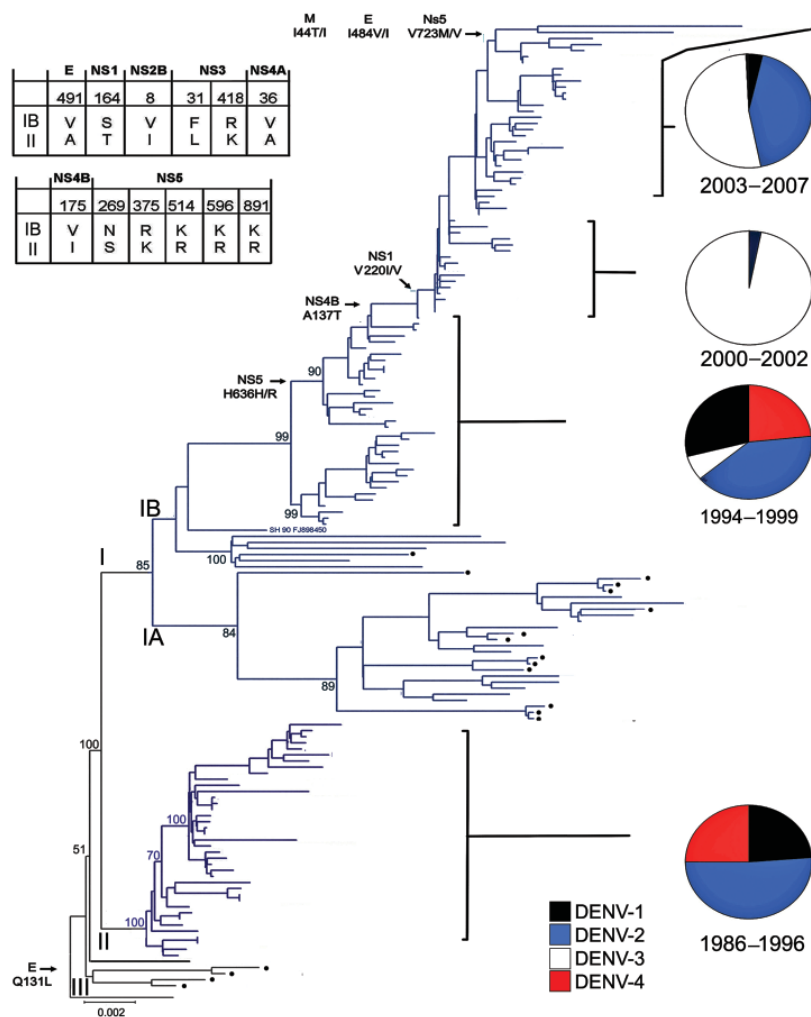 M E Ns5
I44T/I I484V/I V723M/V
E NS1 NS2B NS3 NS4A
491 164 8 31 418 36
IB V S V F R V
II A T I L K A
2003–2007
NS4B NS5
175 269 375 514 596 891
IB V N R K K K
II I S K R R R
NS1
V220I/V
NS4B
A137T
2000–2002
90
NS5
H636H/R
99
1994–1999
99
IB
SH 90 FJ898450
100
I
85
IA
84
89
100
100
51
70
100
II
DENV-1
DENV-2
DENV-3
DENV-4
1986–1996
E
Q131L
III
0.002